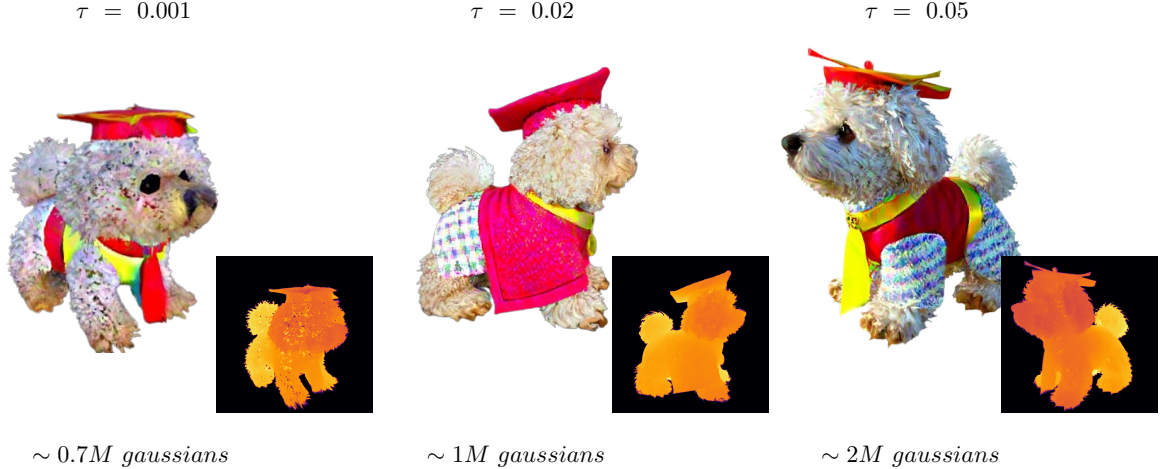 τ = 0.001
τ = 0.02
τ = 0.05
∼ 0.7M gaussians
∼ 1M gaussians
∼ 2M gaussians